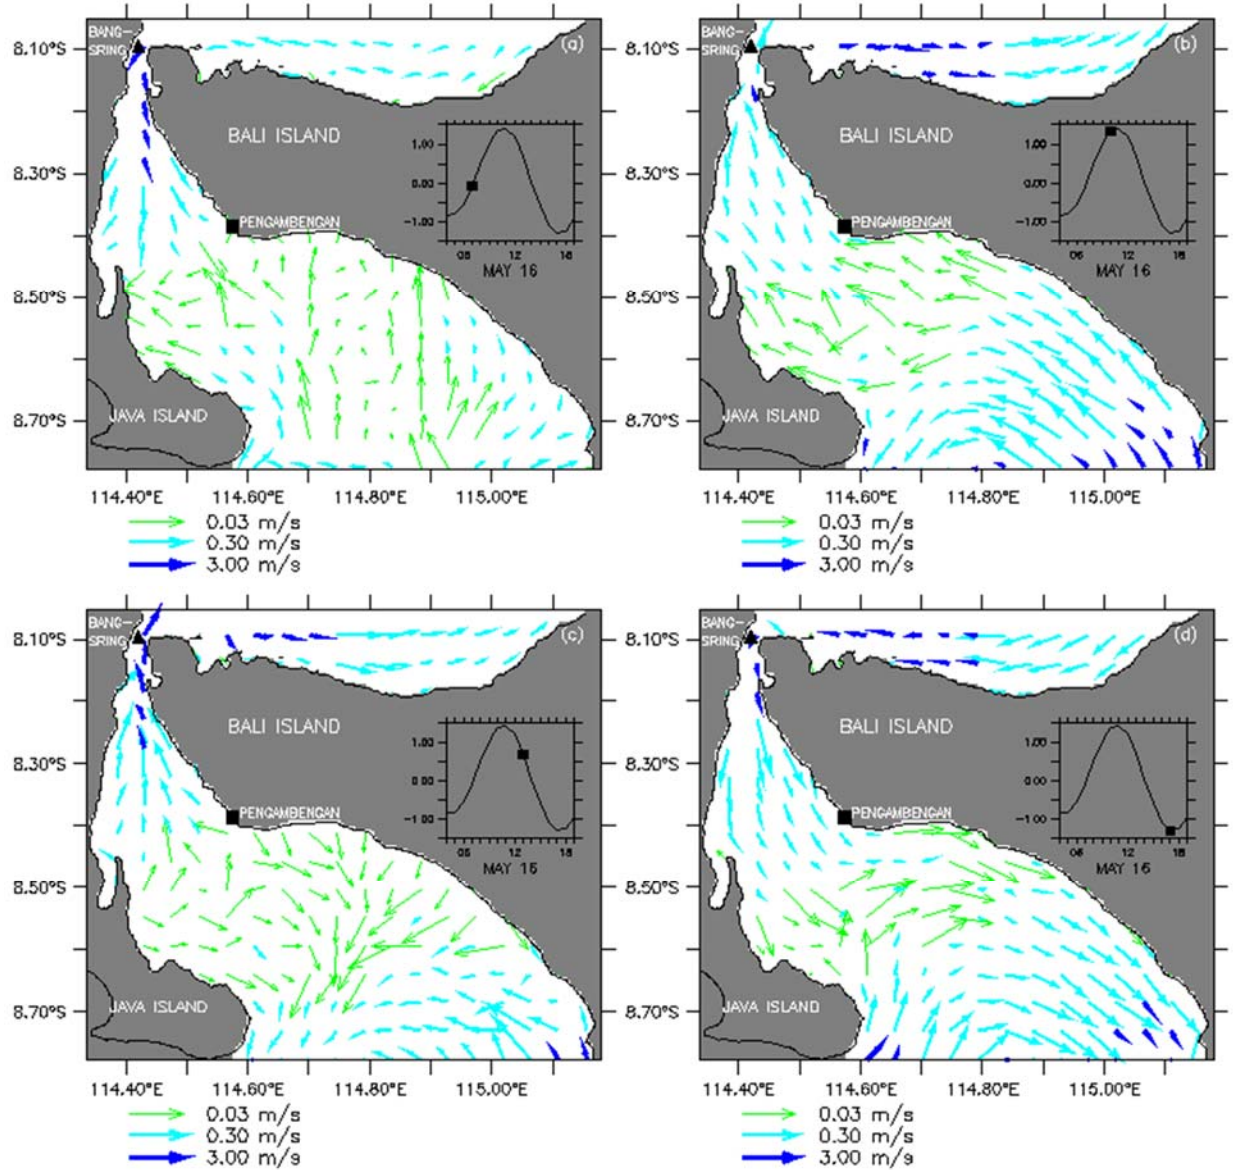 BANG-
SRING
8.10°S
(a)
BALI ISLAND
8.30°S
1.00
0.00
-1.00
06 12 18
MAY 16
PENGAMBENGAN
8.50°S
8.70°S
JAVA ISLAND
114.40°E 114.60°E 114.80°E 115.00°E
0.03 m/s
0.30 m/s
3.00 m/s
BANG-
SRING
8.10°S
(b)
BALI ISLAND
8.30°S
1.00
0.00
-1.00
06 12 18
MAY 16
PENGAMBENGAN
8.50°S
8.70°S
JAVA ISLAND
114.40°E 114.60°E 114.80°E 115.00°E
0.03 m/s
0.30 m/s
3.00 m/s
BANG-
SRING
8.10°S
(c)
BALI ISLAND
8.30°S
1.00
0.00
-1.00
06 12 18
MAY 16
PENGAMBENGAN
8.50°S
8.70°S
JAVA ISLAND
114.40°E 114.60°E 114.80°E 115.00°E
0.03 m/s
0.30 m/s
3.00 m/s
BANG-
SRING
8.10°S
(d)
BALI ISLAND
8.30°S
1.00
0.00
-1.00
06 12 18
MAY 16
PENGAMBENGAN
8.50°S
8.70°S
JAVA ISLAND
114.40°E 114.60°E 114.80°E 115.00°E
0.03 m/s
0.30 m/s
3.00 m/s